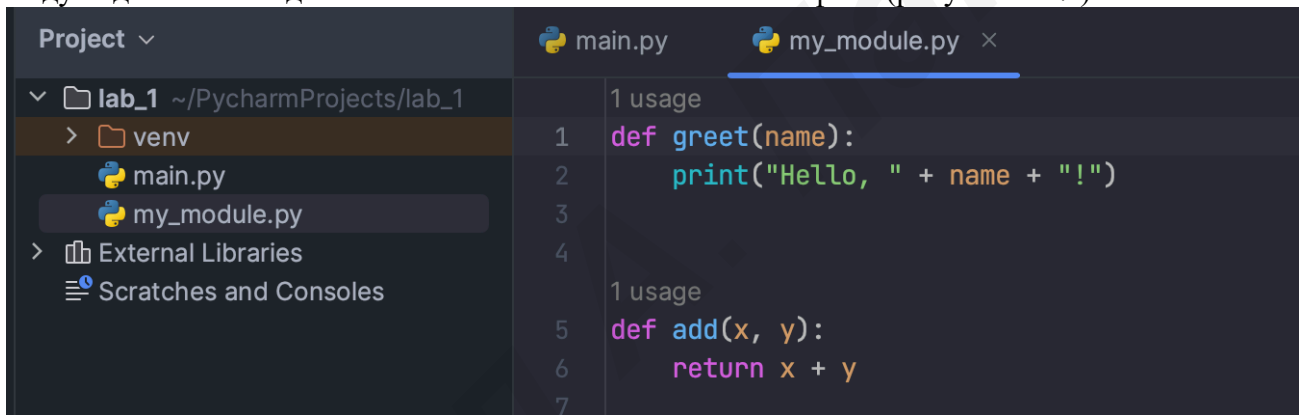 Project
main.py
my_module.py
lab_1 ~/PycharmProjects/lab_1
venv
main.py
my_module.py
External Libraries
Scratches and Consoles
1 usage
1 def greet(name):
2 print("Hello, " + name + "!")
3
4
1 usage
5 def add(x, y):
6 return x + y
7